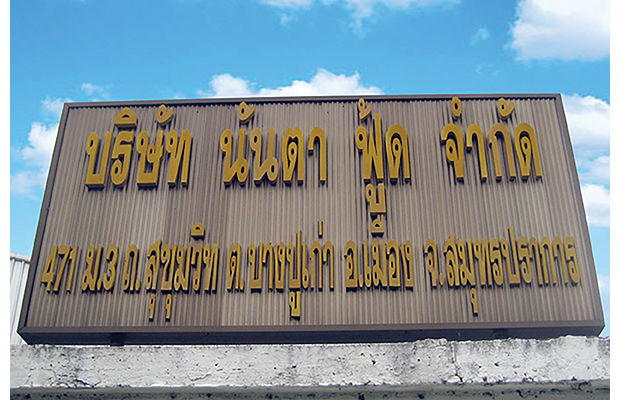 บริษัท นันตา ฟู้ด จำกัด
471 ม.3 ถ.สุขุมวิท ต.บางปูเก่า อ.เมือง จ.สมุทรปราการ